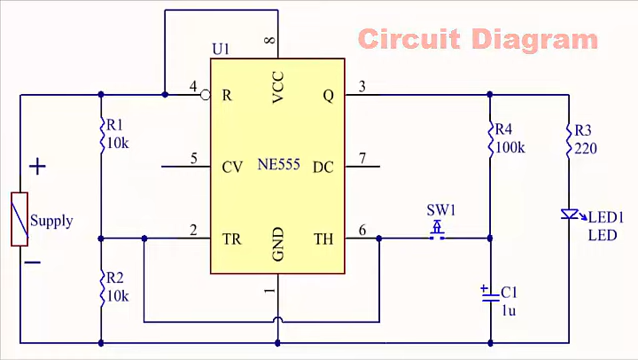 Circuit Diagram
U1
8
VCC
4
R
Q
3
R1
10k
R4
100k
R3
220
5
CV
NE555
DC
7
+
Supply
−
SW1
LED1
LED
2
TR
GND
TH
6
R2
10k
1
+
C1
1u